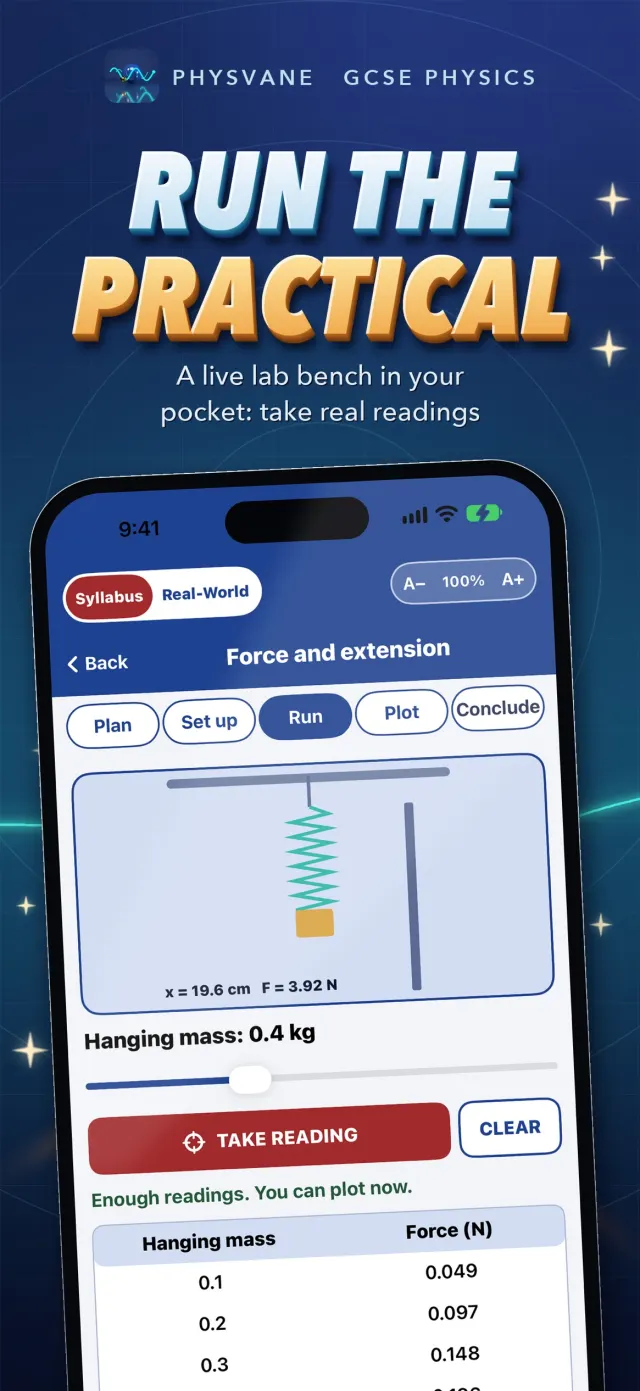 PHYSVANE GCSE PHYSICS
RUN THE
PRACTICAL
A live lab bench in your
pocket: take real readings
9:41
Syllabus Real-World A− 100% A+
Back Force and extension
Plan Set up Run Plot Conclude
x = 19.6 cm F = 3.92 N
Hanging mass: 0.4 kg
TAKE READING CLEAR
Enough readings. You can plot now.
Hanging mass Force (N)
0.1 0.049
0.2 0.097
0.3 0.148